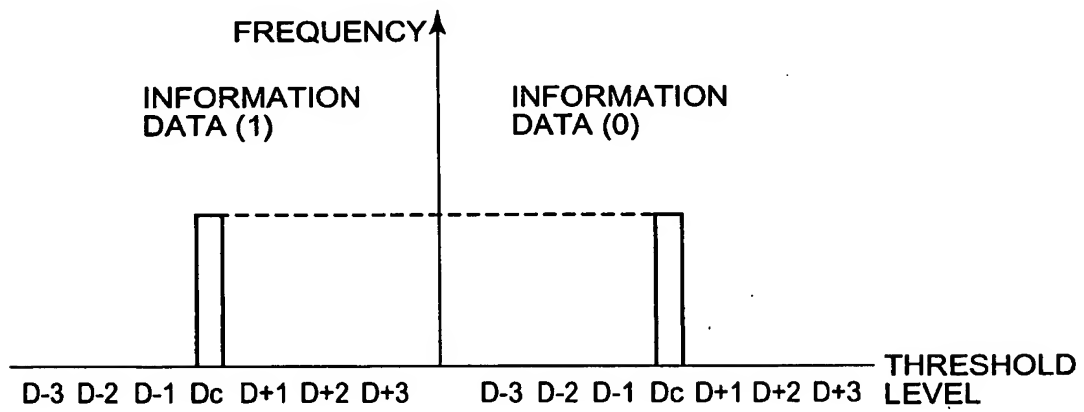 FREQUENCY
INFORMATION
DATA (1)
INFORMATION
DATA (0)
D-3 D-2 D-1 Dc D+1 D+2 D+3
D-3 D-2 D-1 Dc D+1 D+2 D+3
THRESHOLD
LEVEL